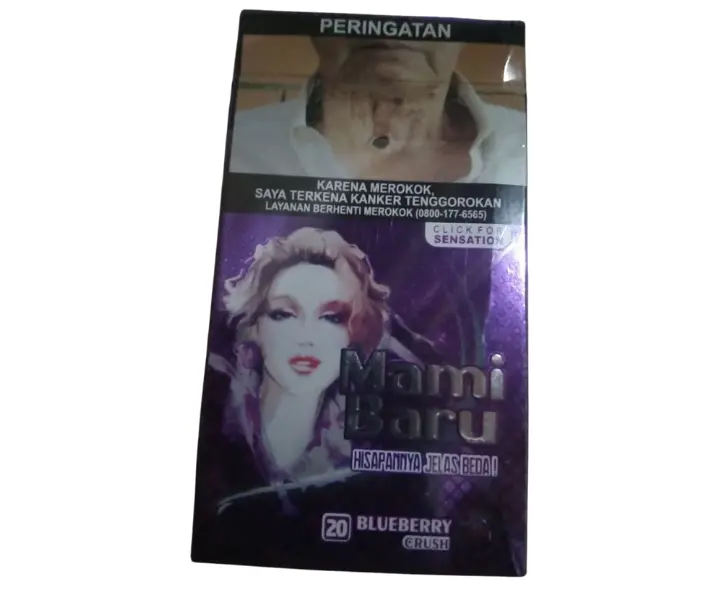 PERINGATAN
KARENA MEROKOK,
SAYA TERKENA KANKER TENGGOROKAN
LAYANAN BERHENTI MEROKOK (0800-177-6565)
CLICK FOR
SENSATION
Mami
Baru
HISAPANNYA JELAS BEDA!
20 BLUEBERRY
CRUSH